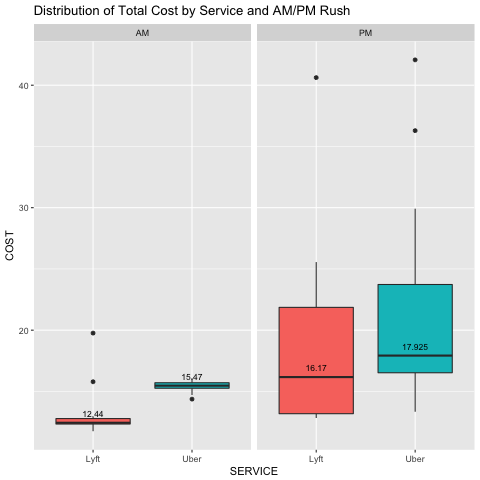 Distribution of Total Cost by Service and AM/PM Rush
AM
PM
COST
40
30
20
12.44
15.47
16.17
17.925
Lyft
Uber
Lyft
Uber
SERVICE